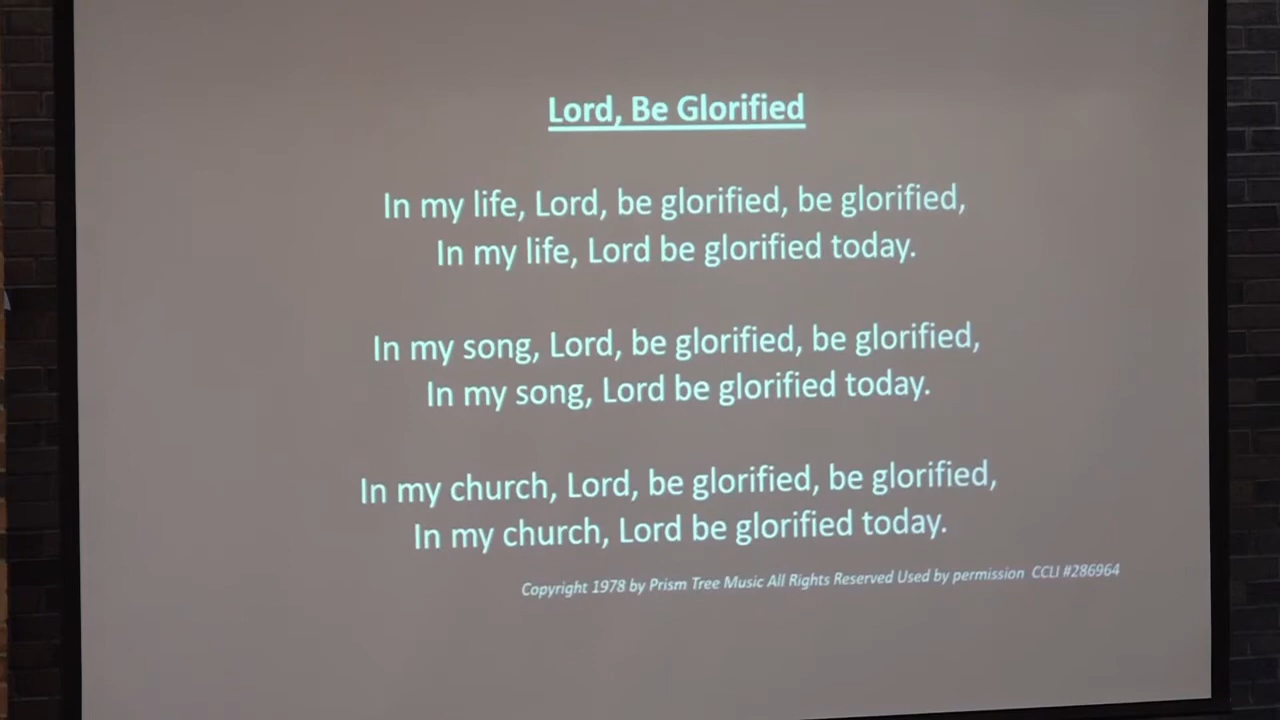 Lord, Be Glorified
In my life, Lord, be glorified, be glorified,
In my life, Lord be glorified today.
In my song, Lord, be glorified, be glorified,
In my song, Lord be glorified today.
In my church, Lord, be glorified, be glorified,
In my church, Lord be glorified today.
Copyright 1978 by Prism Tree Music All Rights Reserved Used by permission CCLI #286964